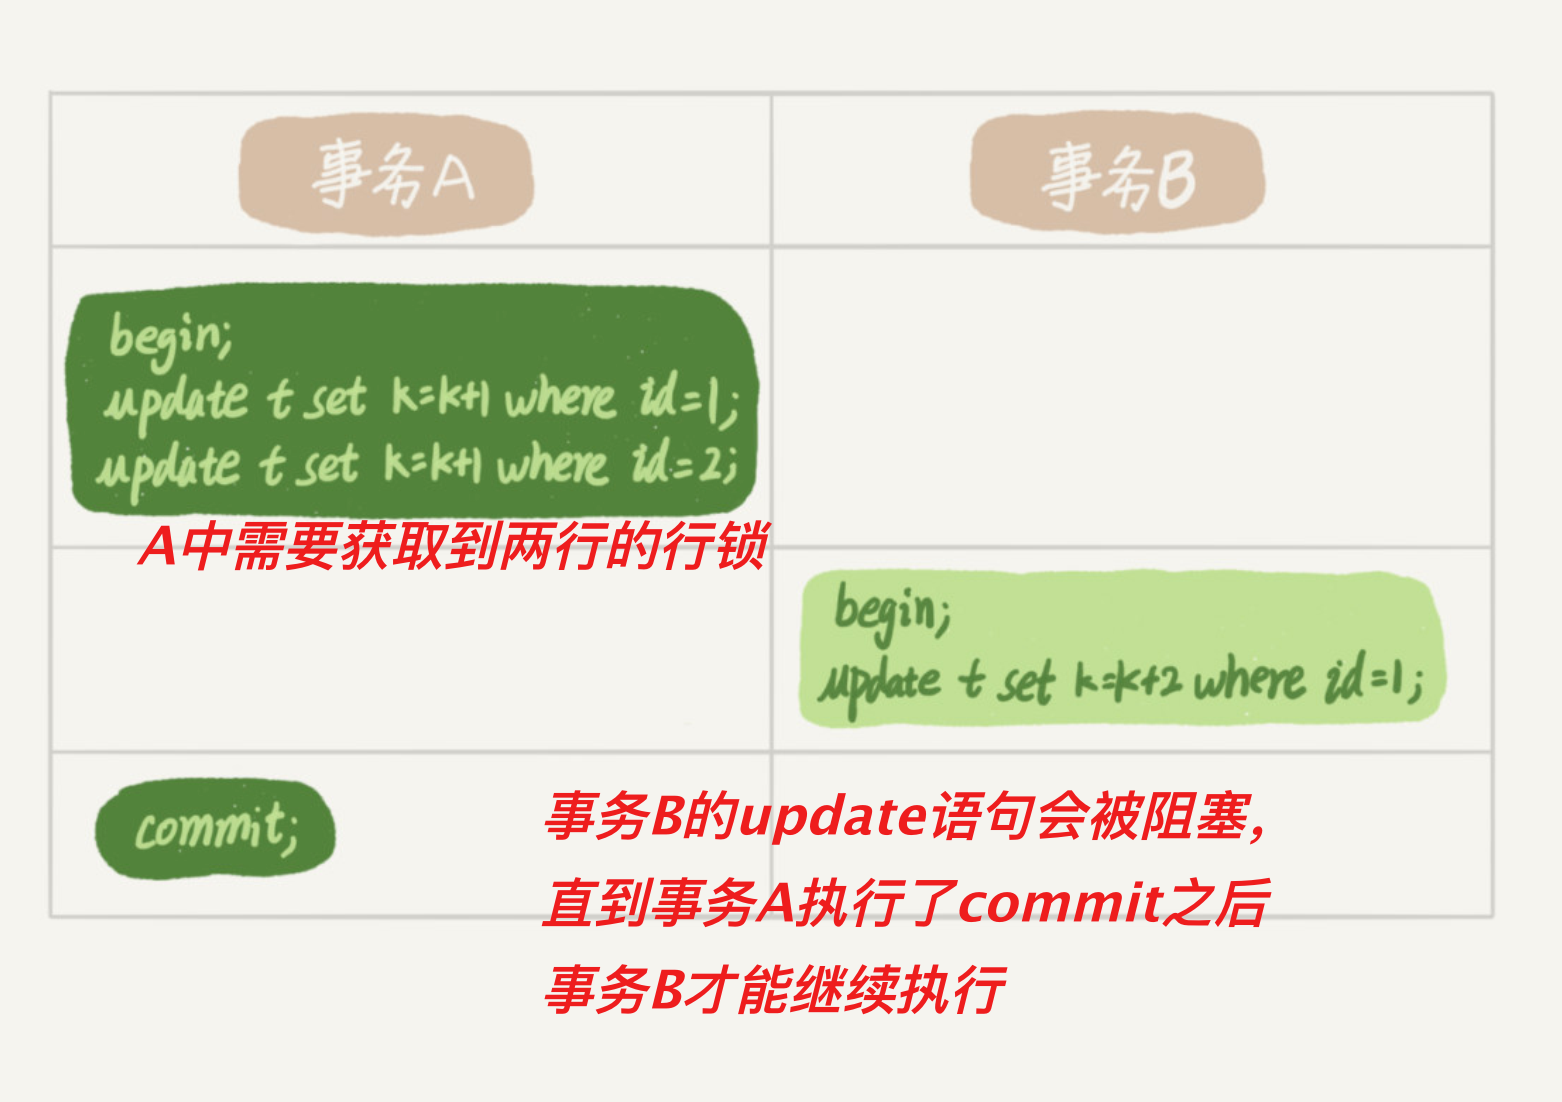 事务A
事务B
begin;
update t set k=k+1 where id=1;
update t set k=k+1 where id=2;
A中需要获取到两行的行锁
begin;
update t set k=k+2 where id=1;
commit;
事务B的update语句会被阻塞,
直到事务A执行了commit之后
事务B才能继续执行